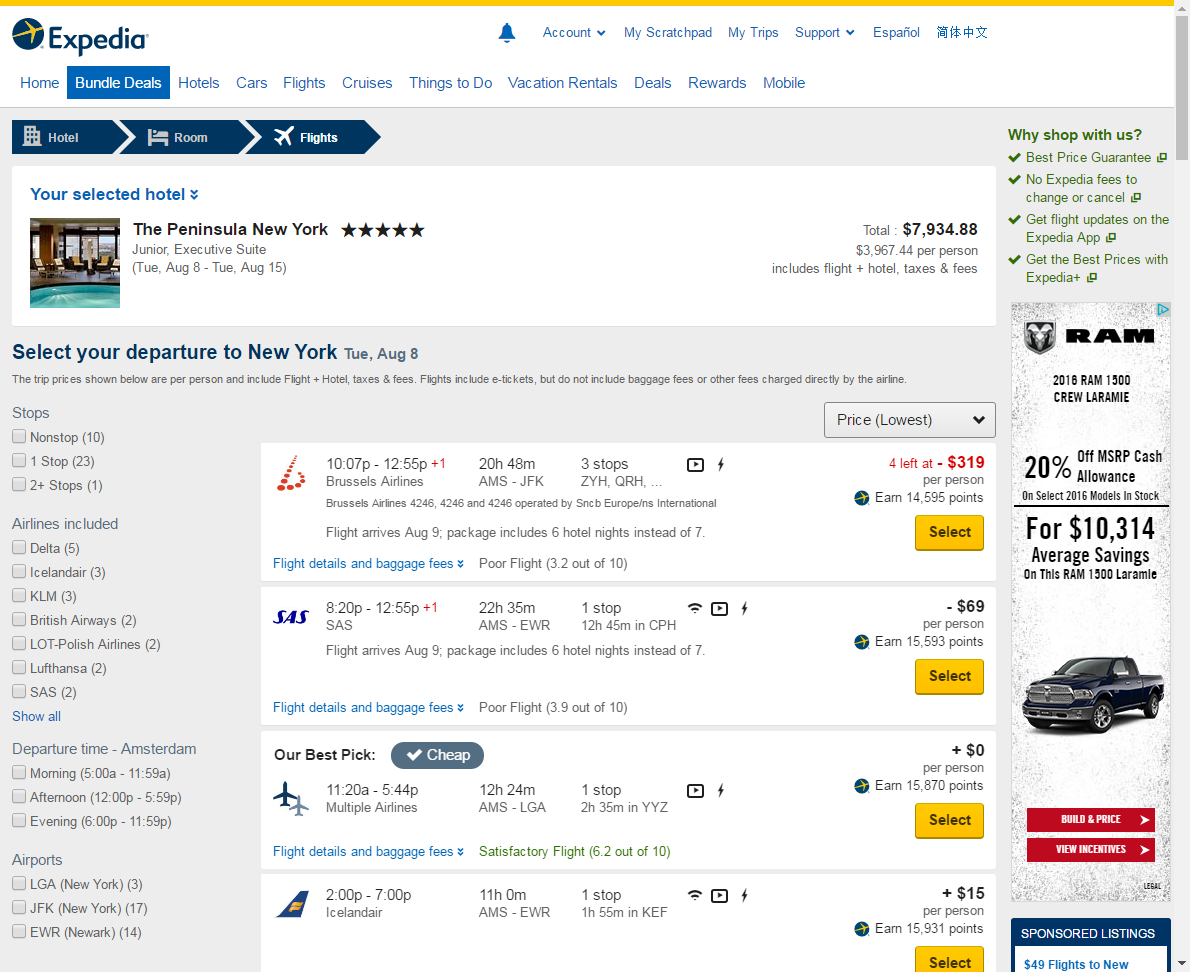 Expedia
Account
My Scratchpad
My Trips
Support
Español
简体中文
Home
Bundle Deals
Hotels
Cars
Flights
Cruises
Things to Do
Vacation Rentals
Deals
Rewards
Mobile
Hotel
Room
Flights
Your selected hotel
The Peninsula New York
Junior, Executive Suite
(Tue, Aug 8 - Tue, Aug 15)
Total : $7,934.88
$3,967.44 per person
includes flight + hotel, taxes & fees
Select your departure to New York Tue, Aug 8
The trip prices shown below are per person and include Flight + Hotel, taxes & fees. Flights include e-tickets, but do not include baggage fees or other fees charged directly by the airline.
Stops
Nonstop (10)
1 Stop (23)
2+ Stops (1)
Airlines included
Delta (5)
Icelandair (3)
KLM (3)
British Airways (2)
LOT-Polish Airlines (2)
Lufthansa (2)
SAS (2)
Show all
Departure time - Amsterdam
Morning (5:00a - 11:59a)
Afternoon (12:00p - 5:59p)
Evening (6:00p - 11:59p)
Airports
LGA (New York) (3)
JFK (New York) (17)
EWR (Newark) (14)
Price (Lowest)
10:07p - 12:55p +1 20h 48m 3 stops 4 left at - $319
Brussels Airlines AMS - JFK ZYH, QRH, ... per person
Earn 14,595 points
Brussels Airlines 4246, 4246 and 4246 operated by Sncb Europe/ns International
Flight arrives Aug 9; package includes 6 hotel nights instead of 7.
Select
Flight details and baggage fees Poor Flight (3.2 out of 10)
SAS
8:20p - 12:55p +1 22h 35m 1 stop - $69
SAS AMS - EWR 12h 45m in CPH per person
Earn 15,593 points
Flight arrives Aug 9; package includes 6 hotel nights instead of 7.
Select
Flight details and baggage fees Poor Flight (3.9 out of 10)
Our Best Pick: Cheap + $0
per person
11:20a - 5:44p 12h 24m 1 stop Earn 15,870 points
Multiple Airlines AMS - LGA 2h 35m in YYZ
Select
Flight details and baggage fees Satisfactory Flight (6.2 out of 10)
2:00p - 7:00p 11h 0m 1 stop + $15
Icelandair AMS - EWR 1h 55m in KEF per person
Earn 15,931 points
Select
Why shop with us?
Best Price Guarantee
No Expedia fees to
change or cancel
Get flight updates on the
Expedia App
Get the Best Prices with
Expedia+
RAM
2016 RAM 1500
CREW LARAMIE
20% Off MSRP Cash
Allowance
On Select 2016 Models In Stock
For $10,314
Average Savings
On This RAM 1500 Laramie
BUILD & PRICE
VIEW INCENTIVES
LEGAL
SPONSORED LISTINGS
$49 Flights to New